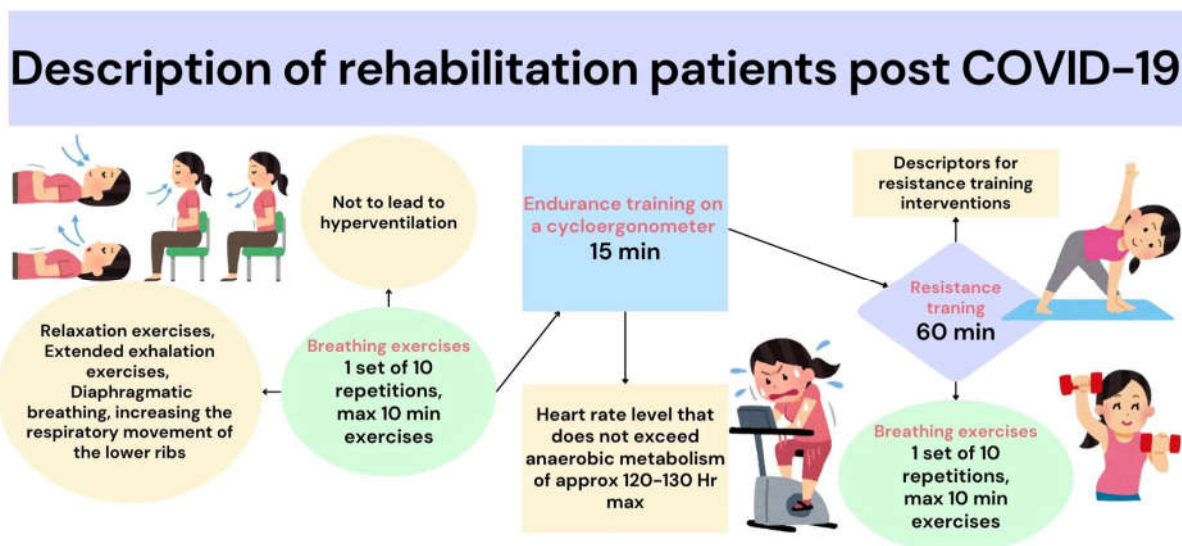 Description of rehabilitation patients post COVID-19
Not to lead to
hyperventilation
Relaxation exercises,
Extended exhalation
exercises,
Diaphragmatic
breathing, increasing the
respiratory movement of
the lower ribs
Breathing exercises
1 set of 10
repetitions,
max 10 min
exercises
Endurance training on
a cycloergonometer
15 min
Heart rate level that
does not exceed
anaerobic metabolism
of approx 120-130 Hr
max
Descriptors for
resistance training
interventions
Resistance
traning
60 min
Breathing exercises
1 set of 10
repetitions,
max 10 min
exercises